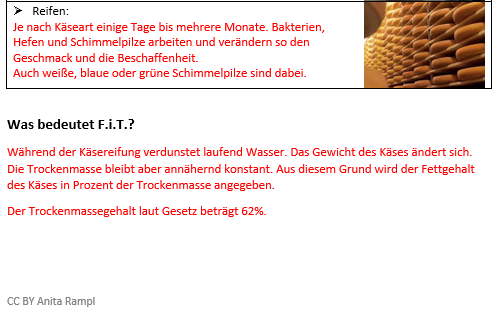 ➢ Reifen:
Je nach Käseart einige Tage bis mehrere Monate. Bakterien,
Hefen und Schimmelpilze arbeiten und verändern so den
Geschmack und die Beschaffenheit.
Auch weiße, blaue oder grüne Schimmelpilze sind dabei.
Was bedeutet F.i.T.?
Während der Käsereifung verdunstet laufend Wasser. Das Gewicht des Käses ändert sich.
Die Trockenmasse bleibt aber annähernd konstant. Aus diesem Grund wird der Fettgehalt
des Käses in Prozent der Trockenmasse angegeben.
Der Trockenmassegehalt laut Gesetz beträgt 62%.
CC BY Anita Rampl